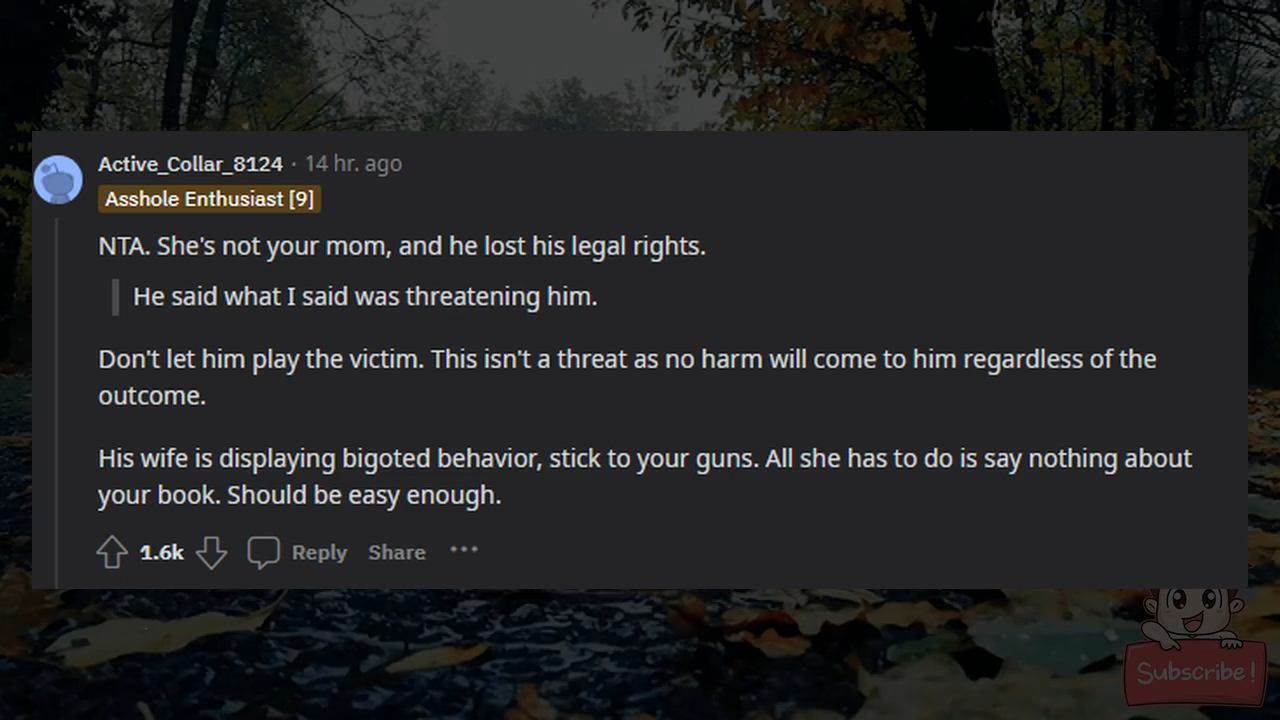 Active_Collar_8124 · 14 hr. ago
Asshole Enthusiast [9]
NTA. She's not your mom, and he lost his legal rights.
He said what I said was threatening him.
Don't let him play the victim. This isn't a threat as no harm will come to him regardless of the
outcome.
His wife is displaying bigoted behavior, stick to your guns. All she has to do is say nothing about
your book. Should be easy enough.
1.6k Reply Share ···
Subscribe!